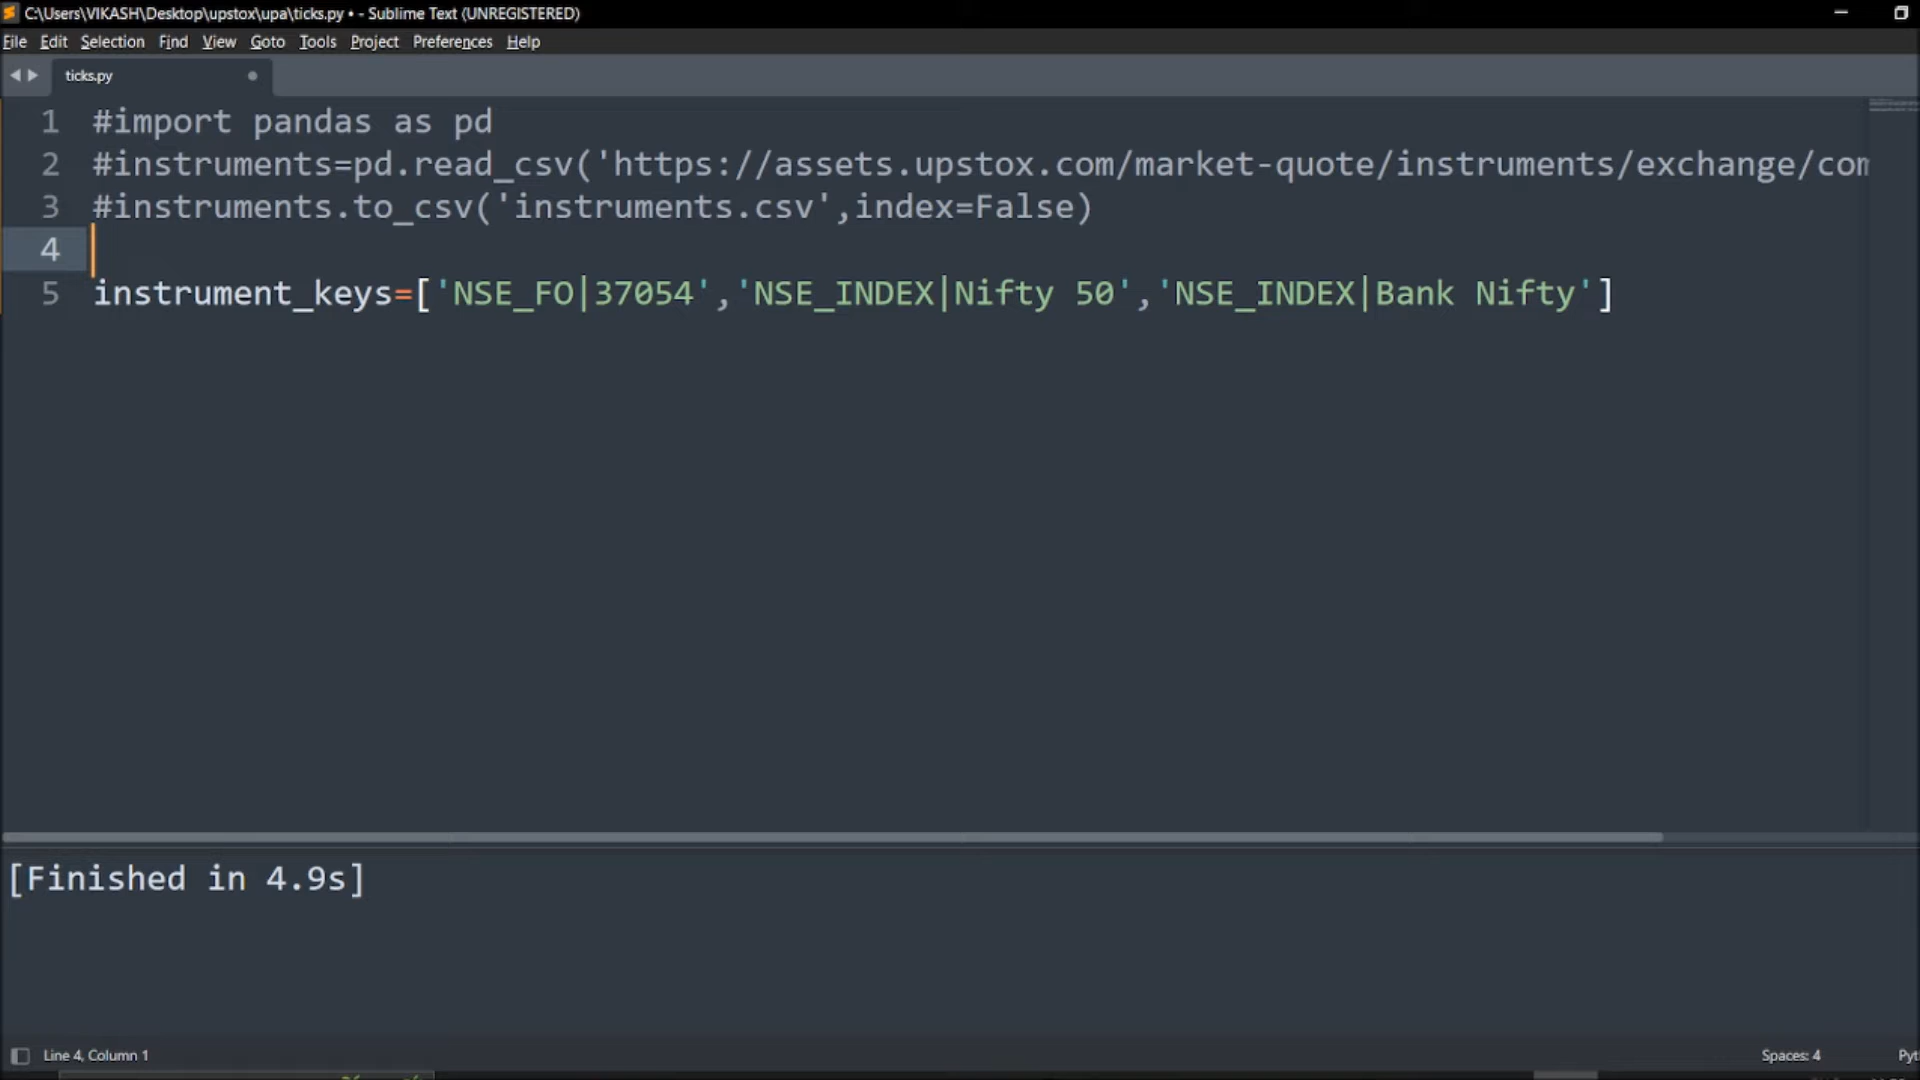 C:\Users\VIKASH\Desktop\upstox\upa\ticks.py • - Sublime Text (UNREGISTERED)
File Edit Selection Find View Goto Tools Project Preferences Help
ticks.py
1 #import pandas as pd
2 #instruments=pd.read_csv('https://assets.upstox.com/market-quote/instruments/exchange/com
3 #instruments.to_csv('instruments.csv',index=False)
4
5 instrument_keys=['NSE_FO|37054','NSE_INDEX|Nifty 50','NSE_INDEX|Bank Nifty']
[Finished in 4.9s]
Line 4, Column 1
Spaces: 4
Pyt